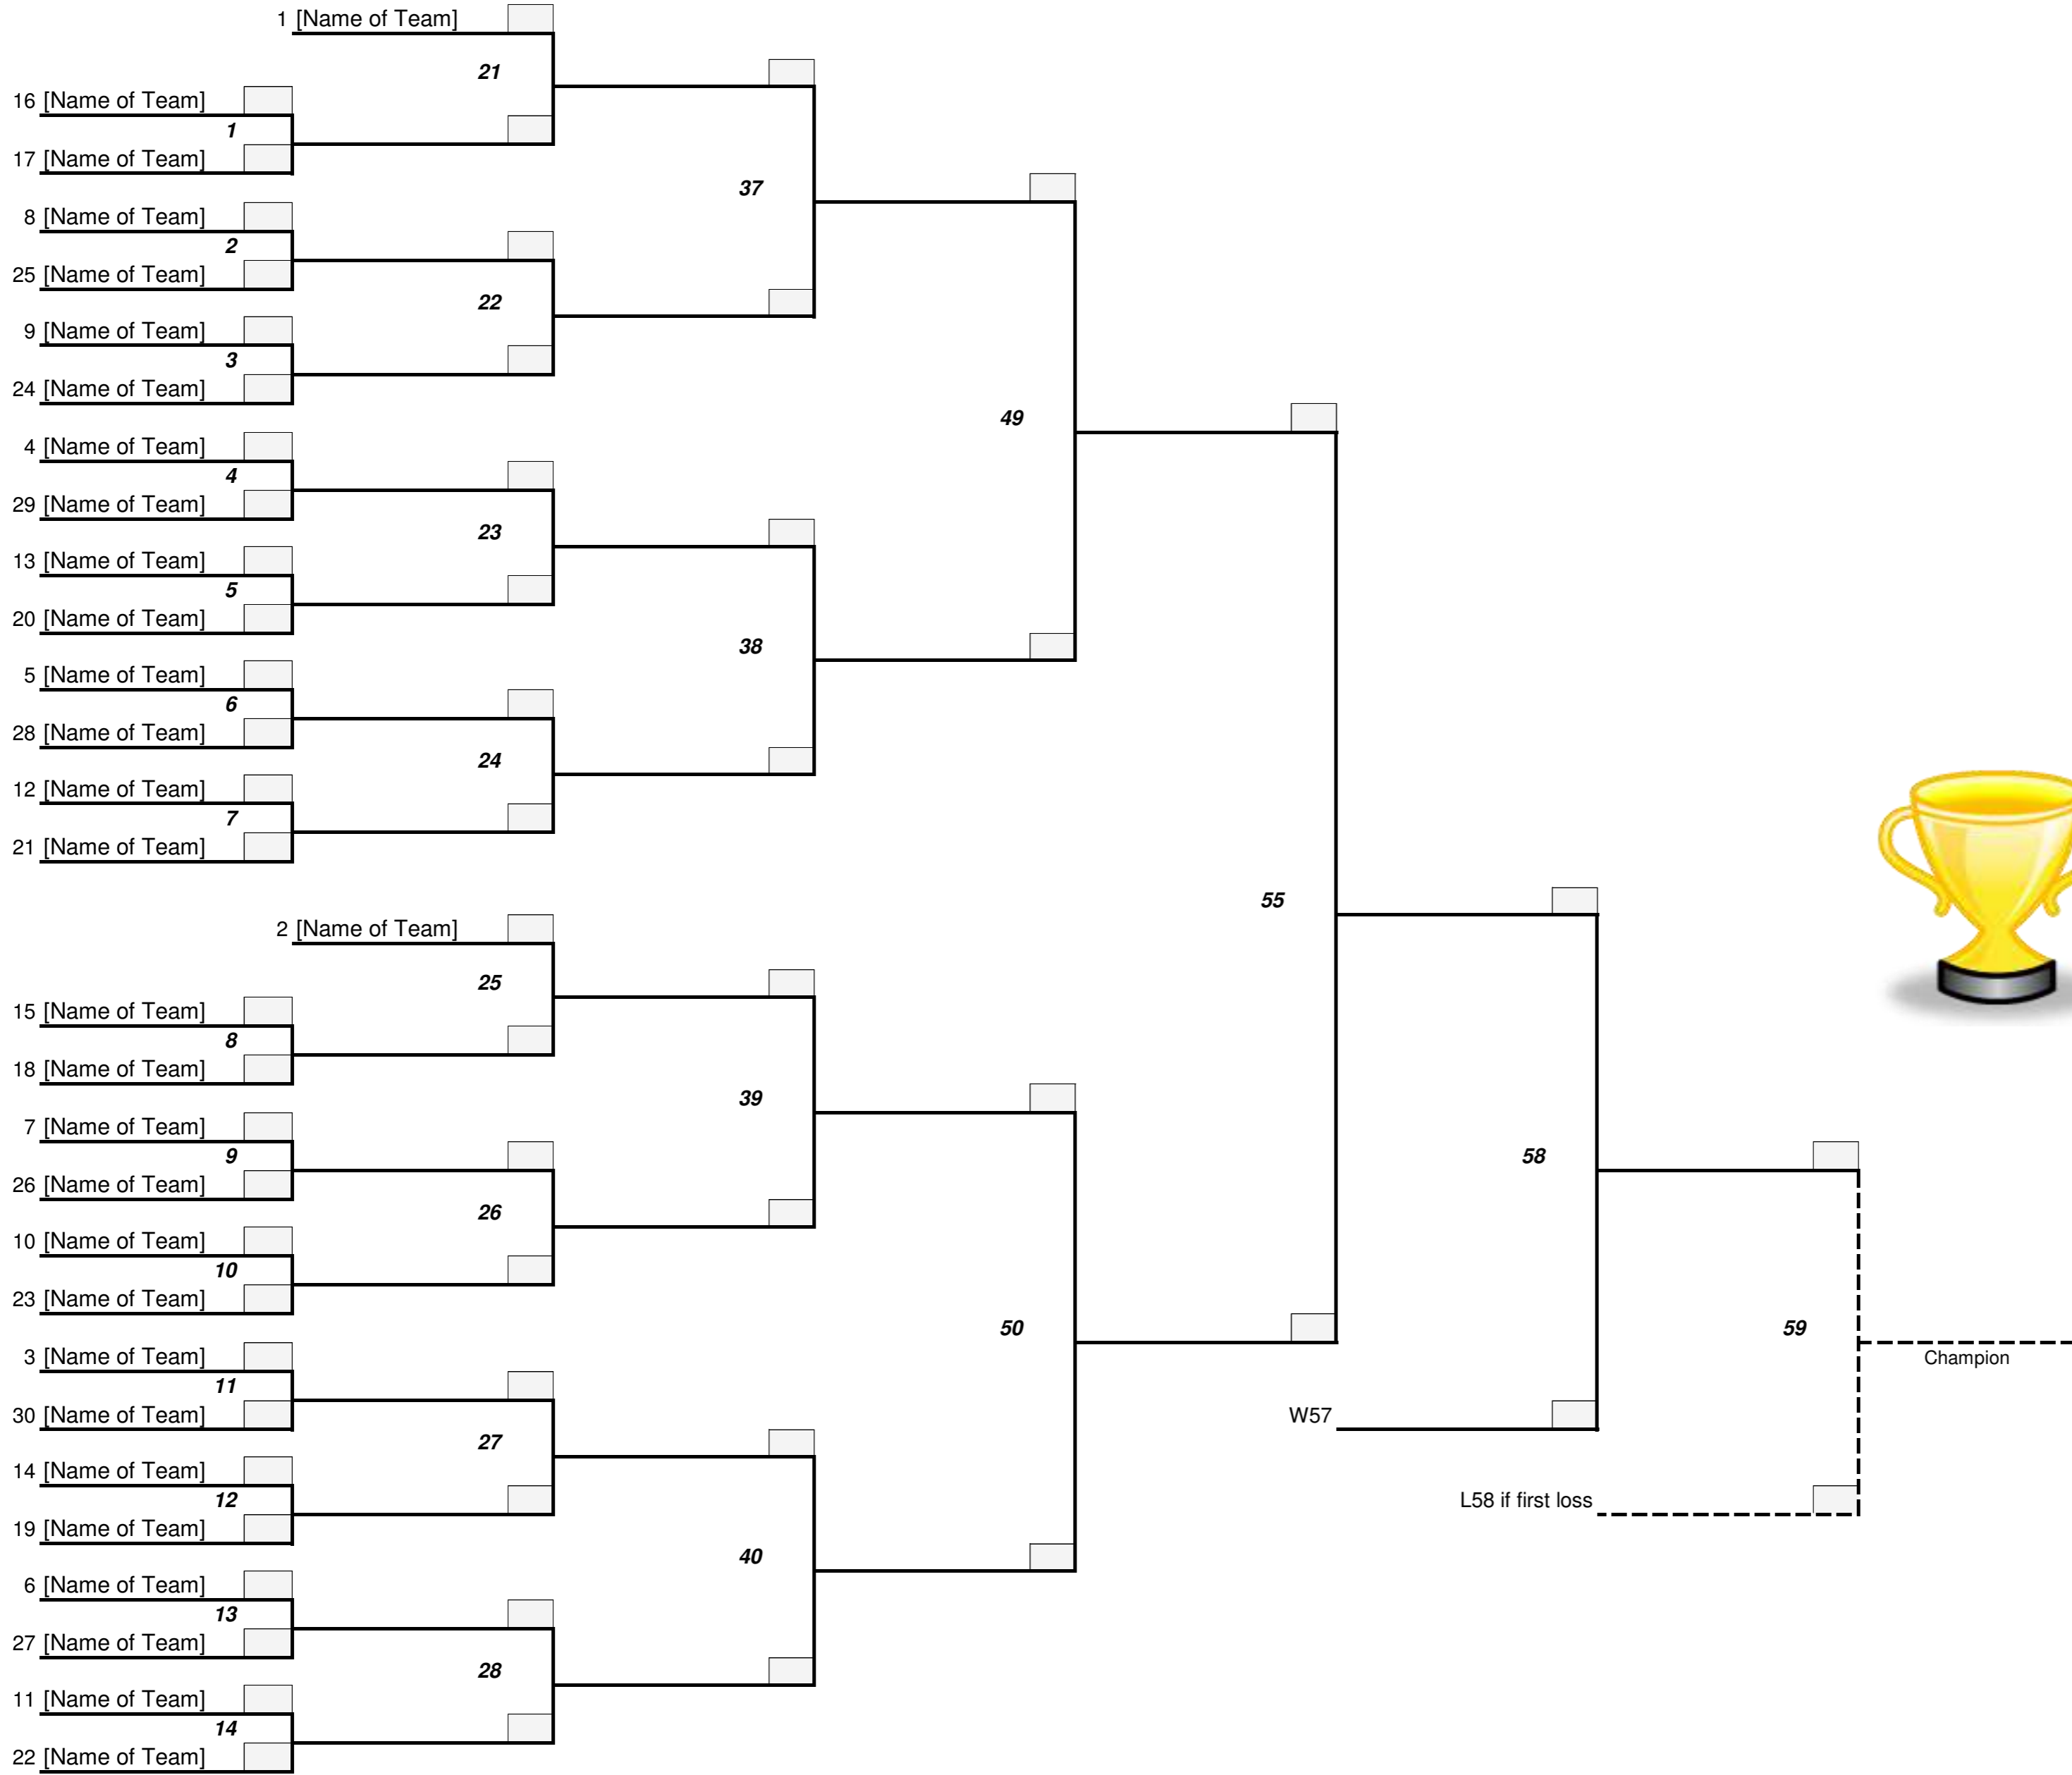 1 [Name of Team]
21
16 [Name of Team]
1
17 [Name of Team]
37
8 [Name of Team]
2
25 [Name of Team]
22
9 [Name of Team]
3
24 [Name of Team]
49
4 [Name of Team]
4
29 [Name of Team]
23
13 [Name of Team]
5
20 [Name of Team]
38
5 [Name of Team]
6
28 [Name of Team]
24
12 [Name of Team]
7
21 [Name of Team]
55
2 [Name of Team]
25
15 [Name of Team]
8
18 [Name of Team]
39
7 [Name of Team]
9
26 [Name of Team]
58
26
10 [Name of Team]
10
23 [Name of Team]
50
59
3 [Name of Team]
Champion
11
30 [Name of Team]
W57
27
14 [Name of Team]
12
L58 if first loss
19 [Name of Team]
40
6 [Name of Team]
13
27 [Name of Team]
28
11 [Name of Team]
14
22 [Name of Team]